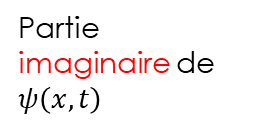 Partie
imaginaire de
𝜓(𝑥, 𝑡)